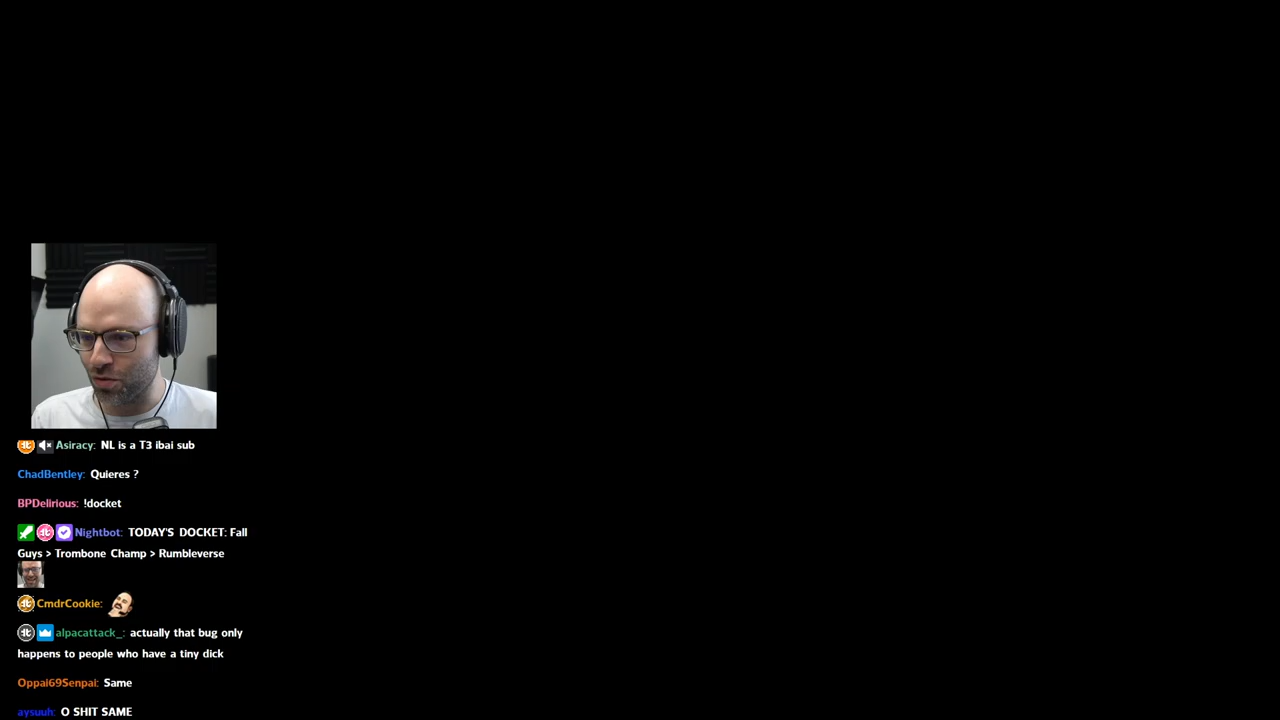 Asiracy: NL is a T3 ibai sub
ChadBentley: Quieres ?
BPDelirious: !docket
Nightbot: TODAY'S DOCKET: Fall
Guys > Trombone Champ > Rumbleverse
CmdrCookie:
alpacattack_: actually that bug only
happens to people who have a tiny dick
Oppai69Senpai: Same
aysuuh: O SHIT SAME